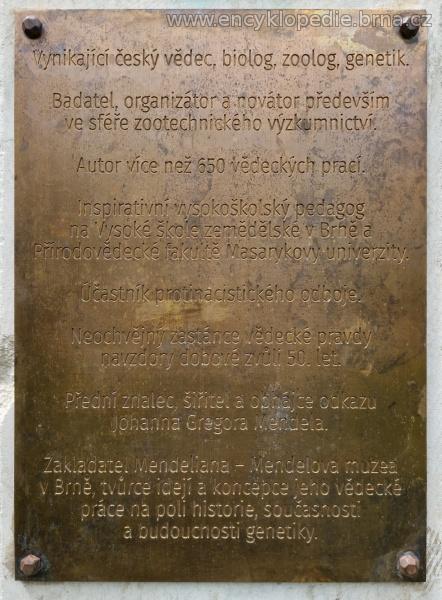 www.encyklopedie.brna.cz
Vynikající český vědec, biolog, zoolog, genetik.
Badatel, organizátor a novátor především
ve sféře zootechnického výzkumnictví.
Autor více než 650 vědeckých prací.
Inspirativní vysokoškolský pedagog
na Vysoké škole zemědělské v Brně a
Přírodovědecké fakultě Masarykovy univerzity.
Účastník protinacistického odboje.
Neochvějný zastánce vědecké pravdy
navzdory dobové zvůli 50. let.
Přední znalec, šiřitel a obhájce odkazu
Johanna Gregora Mendela.
Zakladatel Mendeliana – Mendelova muzea
v Brně, tvůrce idejí a koncepce jeho vědecké
práce na poli historie, současnosti
a budoucnosti genetiky.